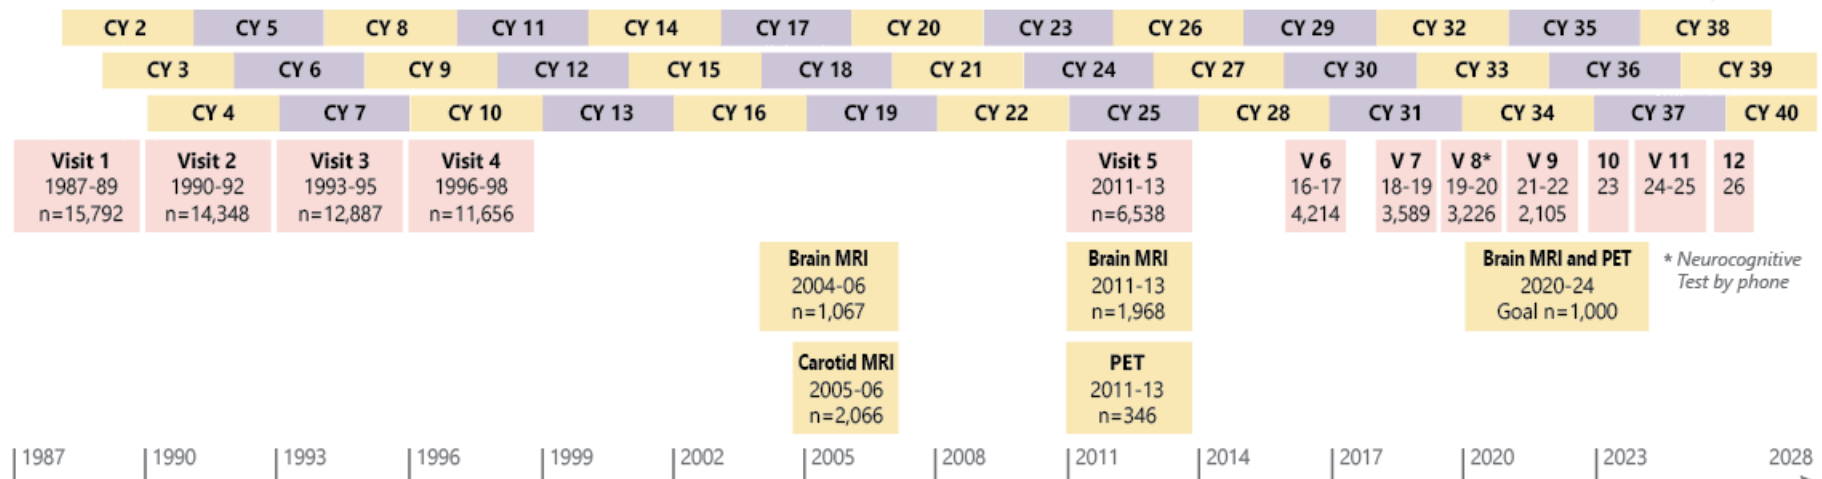 CY 2 CY 5 CY 8 CY 11 CY 14 CY 17 CY 20 CY 23 CY 26 CY 29 CY 32 CY 35 CY 38
CY 3 CY 6 CY 9 CY 12 CY 15 CY 18 CY 21 CY 24 CY 27 CY 30 CY 33 CY 36 CY 39
CY 4 CY 7 CY 10 CY 13 CY 16 CY 19 CY 22 CY 25 CY 28 CY 31 CY 34 CY 37 CY 40
Visit 1
1987-89
n=15,792
Visit 2
1990-92
n=14,348
Visit 3
1993-95
n=12,887
Visit 4
1996-98
n=11,656
Visit 5
2011-13
n=6,538
V 6
16-17
4,214
V 7
18-19
3,589
V 8*
19-20
3,226
V 9
21-22
2,105
10
23
V 11
24-25
12
26
Brain MRI
2004-06
n=1,067
Brain MRI
2011-13
n=1,968
Brain MRI and PET
2020-24
Goal n=1,000
* Neurocognitive
Test by phone
Carotid MRI
2005-06
n=2,066
PET
2011-13
n=346
1987 1990 1993 1996 1999 2002 2005 2008 2011 2014 2017 2020 2023 2028